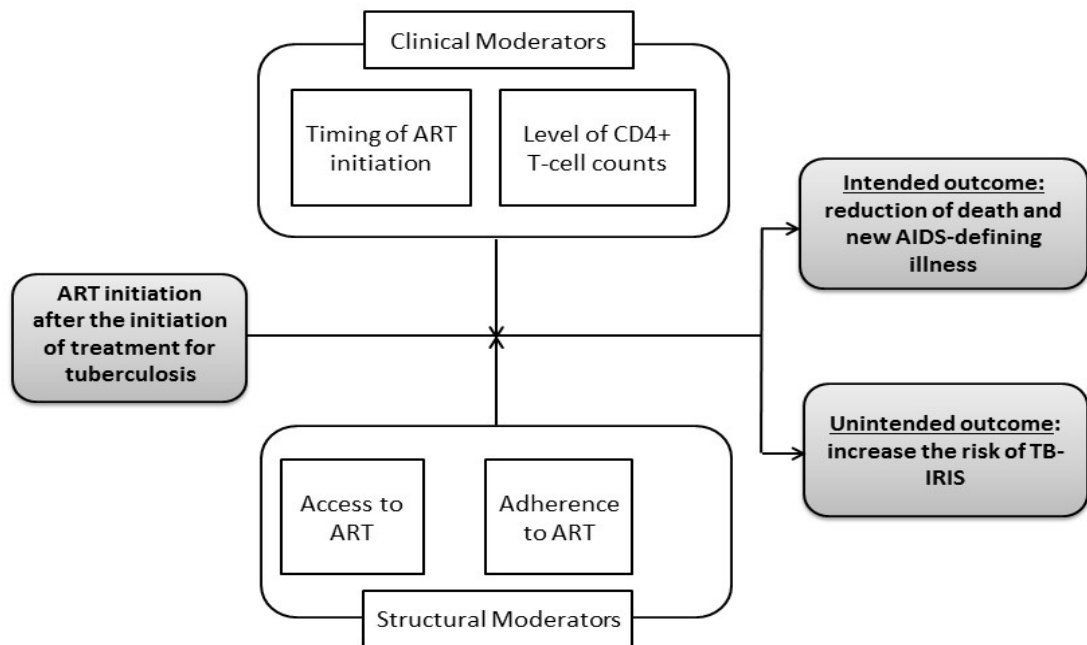 Clinical Moderators
Timing of ART
initiation
Level of CD4+
T-cell counts
ART initiation
after the initiation
of treatment for
tuberculosis
Intended outcome:
reduction of death and
new AIDS-defining
illness
Unintended outcome:
increase the risk of TB-
IRIS
Access to
ART
Adherence
to ART
Structural Moderators